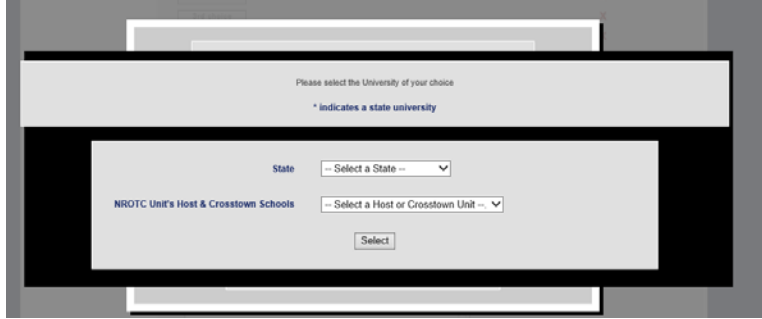 Please select the University of your choice
* indicates a state university
State -- Select a State --
NROTC Unit's Host & Crosstown Schools -- Select a Host or Crosstown Unit --.
Select